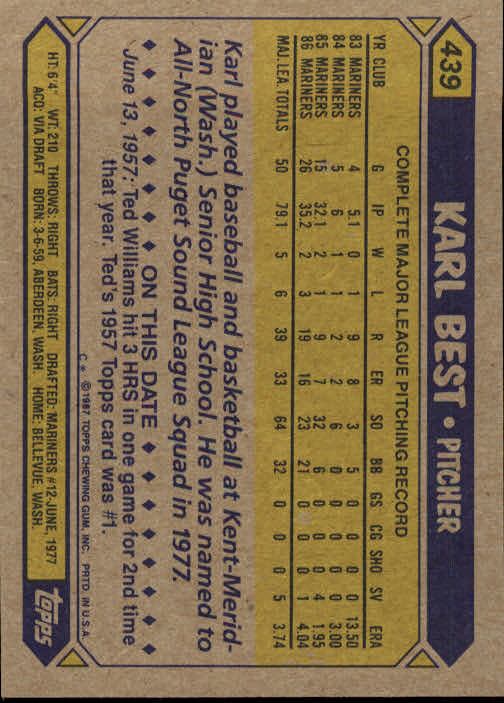 439 KARL BEST • PITCHER
COMPLETE MAJOR LEAGUE PITCHING RECORD
YR CLUB G IP W L R ER SO BB GS CG SHO SV ERA
83 MARINERS 4 5.1 0 1 9 8 3 5 0 0 0 0 13.50
84 MARINERS 5 6 1 1 2 2 6 0 0 0 0 0 3.00
85 MARINERS 15 32.1 2 1 9 7 32 6 0 0 0 4 1.95
86 MARINERS 26 35.2 2 3 19 16 23 21 0 0 0 1 4.04
MAJ. LEA. TOTALS 50 79.1 5 6 39 33 64 32 0 0 0 5 3.74
Karl played baseball and basketball at Kent-Merid-
ian (Wash.) Senior High School. He was named to
All-North Puget Sound League Squad in 1977.
◆ ◆ ◆ ◆ ◆ ◆ ON THIS DATE ◆ ◆ ◆ ◆ ◆ ◆
June 13, 1957: Ted Williams hit 3 HRS in one game for 2nd time
that year. Ted's 1957 Topps card was #1.
C * ©1987 TOPPS CHEWING GUM, INC. PRTD. IN U.S.A.
HT: 6'4" WT: 210 THROWS: RIGHT BATS: RIGHT DRAFTED: MARINERS #12-JUNE, 1977
ACQ: VIA DRAFT BORN: 3-6-59, ABERDEEN, WASH. HOME: BELLEVUE, WASH.
TOPPS